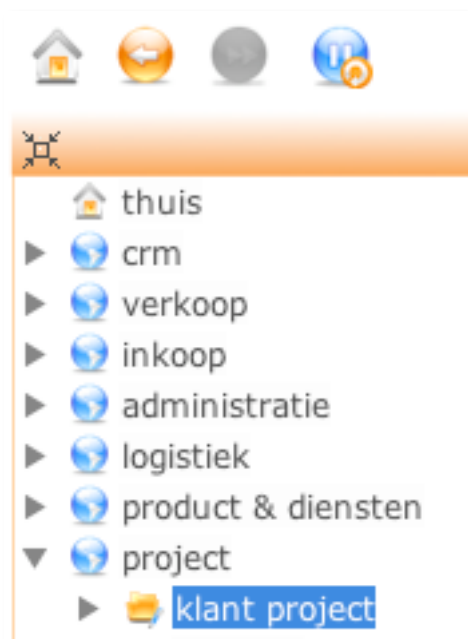 thuis
crm
verkoop
inkoop
administratie
logistiek
product & diensten
project
klant project